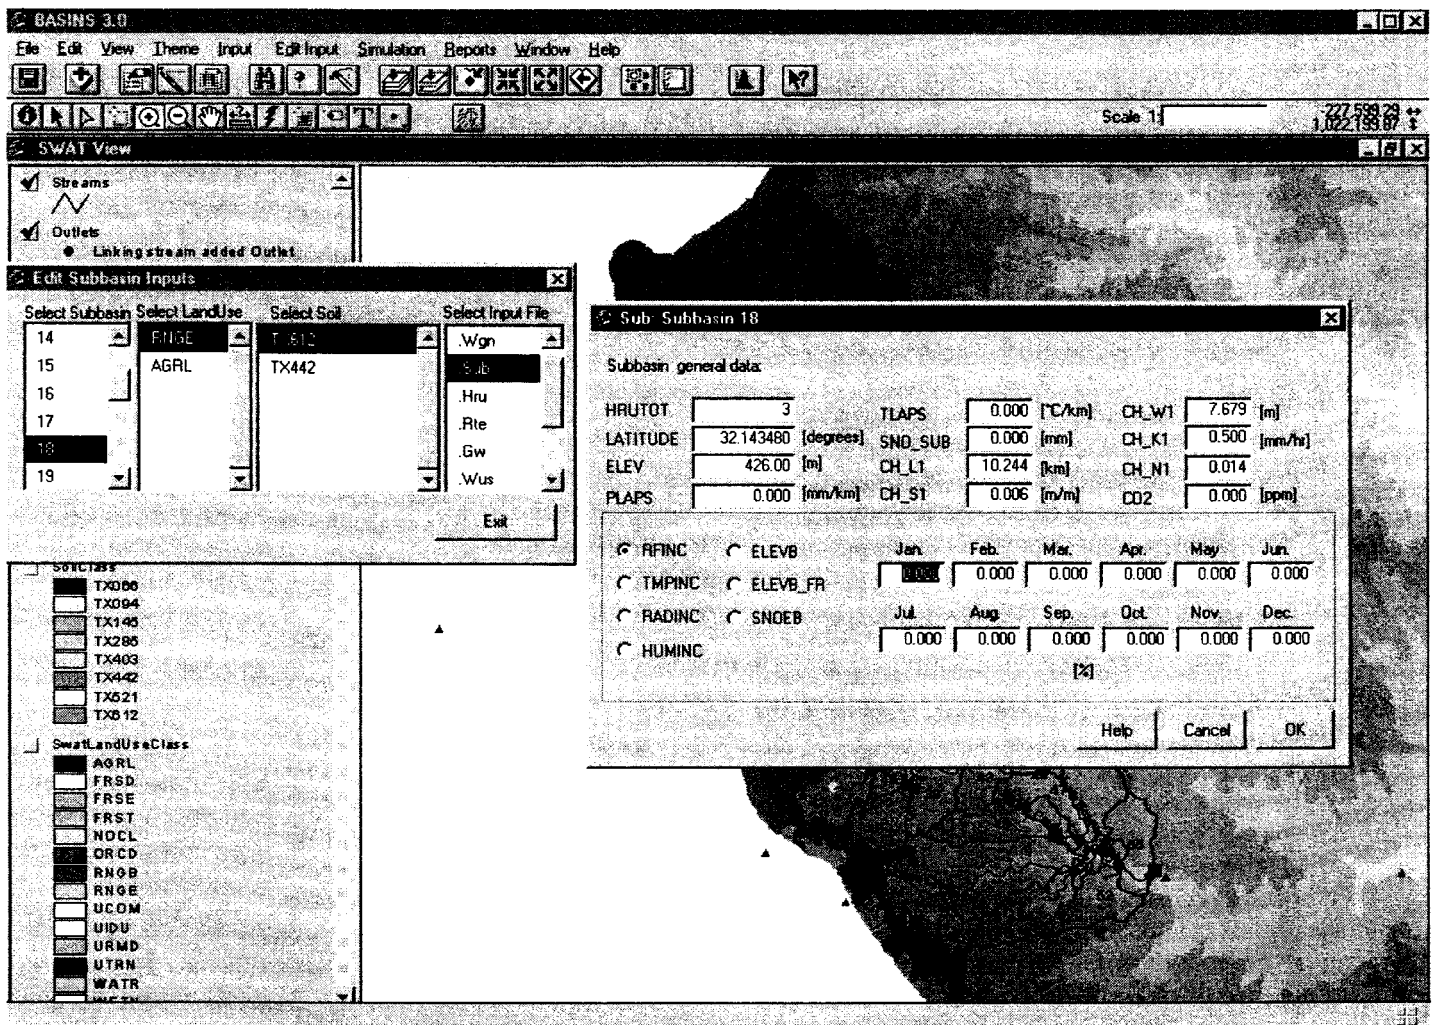 BASINS 3.0
File Edit View Theme Input Edit Input Simulation Reports Window Help
Scale 1:
SWAT View
Streams
Outlets
Linking stream added Outlet
Edit Subbasin Inputs
Select Subbasin Select LandUse Select Soil Select Input File
14 RNGE .Wgn
15 AGRL TX442 .Sub
16 .Hru
17 .Rte
18 .Gw
19 .Wus
Exit
Sub: Subbasin 18
Subbasin general data:
HRUTOT 3 TLAPS 0.000 [°C/km] CH_W1 7.679 [m]
LATITUDE 32.143480 [degrees] SNO_SUB 0.000 [mm] CH_K1 0.500 [mm/hr]
ELEV 426.00 [m] CH_L1 10.244 [km] CH_N1 0.014
PLAPS 0.000 [mm/km] CH_S1 0.006 [m/m] CO2 0.000 [ppm]
RFINC ELEVB Jan. Feb. Mar. Apr. May Jun.
0.000 0.000 0.000 0.000 0.000 0.000
TMPINC ELEVB_FR
RADINC SNOEB Jul. Aug. Sep. Oct. Nov. Dec.
0.000 0.000 0.000 0.000 0.000 0.000
HUMINC
[%]
Help Cancel OK
SoilClass
TX066
TX094
TX145
TX285
TX403
TX442
TX521
TX612
SwatLandUseClass
AGRL
FRSD
FRSE
FRST
NOCL
ORCD
RNGB
RNGE
UCOM
UIDU
URMD
UTRN
WATR